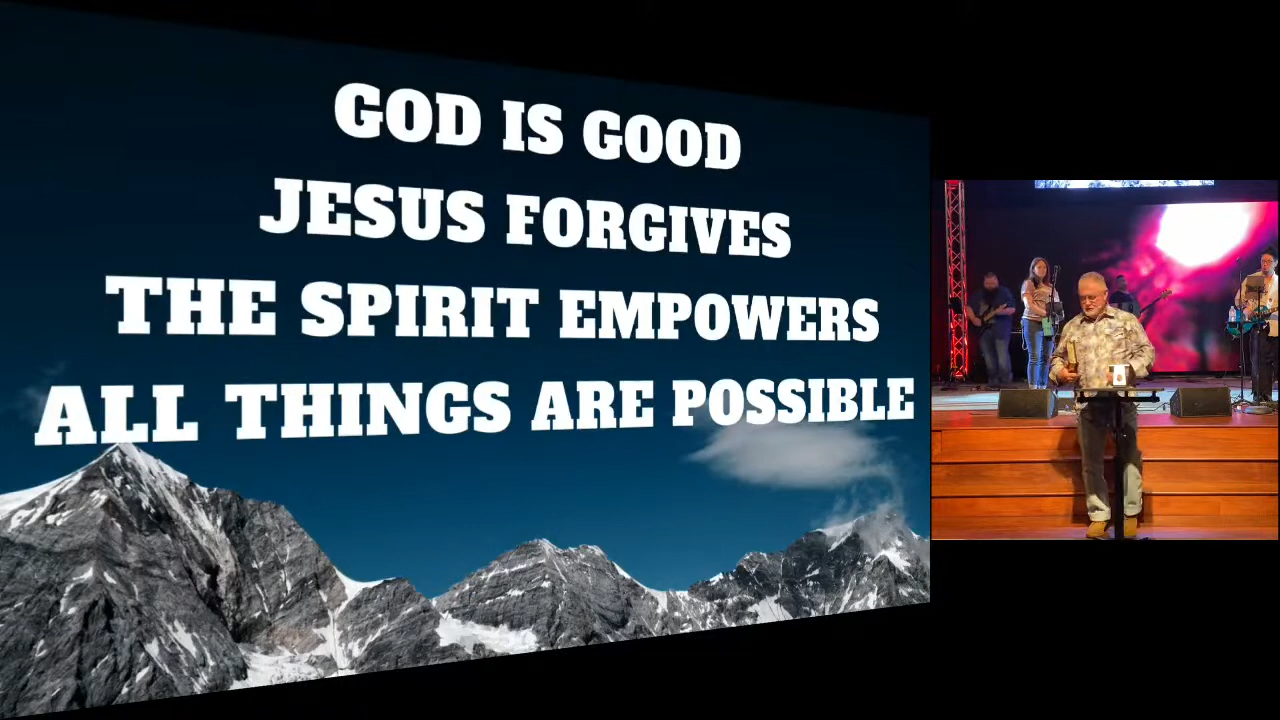 GOD IS GOOD
JESUS FORGIVES
THE SPIRIT EMPOWERS
ALL THINGS ARE POSSIBLE